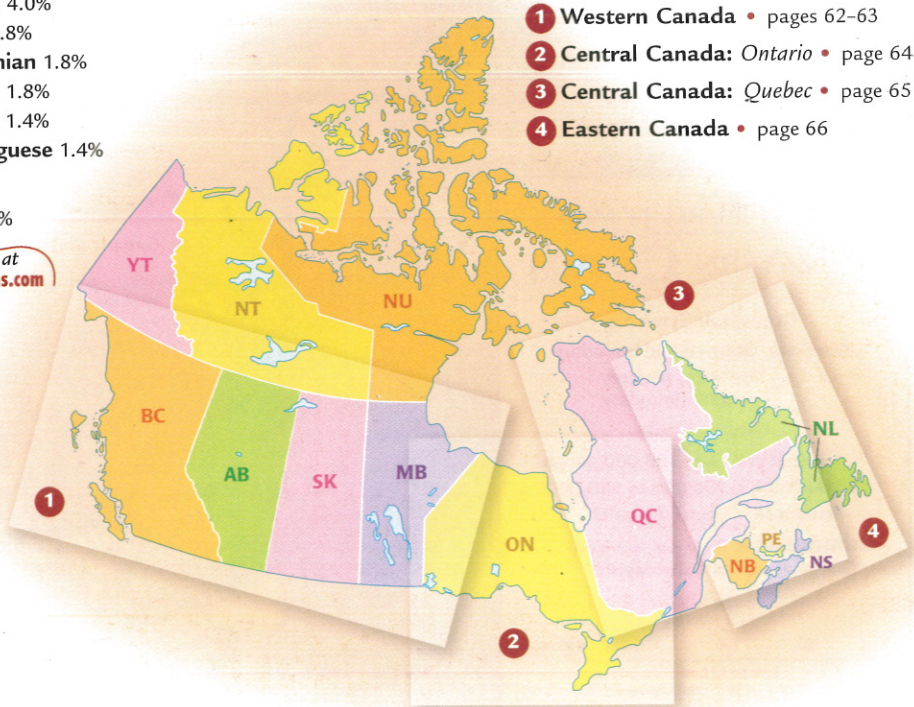 4.0%
.8%
nian 1.8%
1.8%
1.4%
guese 1.4%
%
at
s.com
1 Western Canada • pages 62–63
2 Central Canada: Ontario • page 64
3 Central Canada: Quebec • page 65
4 Eastern Canada • page 66
YT
NT
NU
3
BC
AB
SK
MB
NL
1
QC
ON
4
PE
NB
NS
2